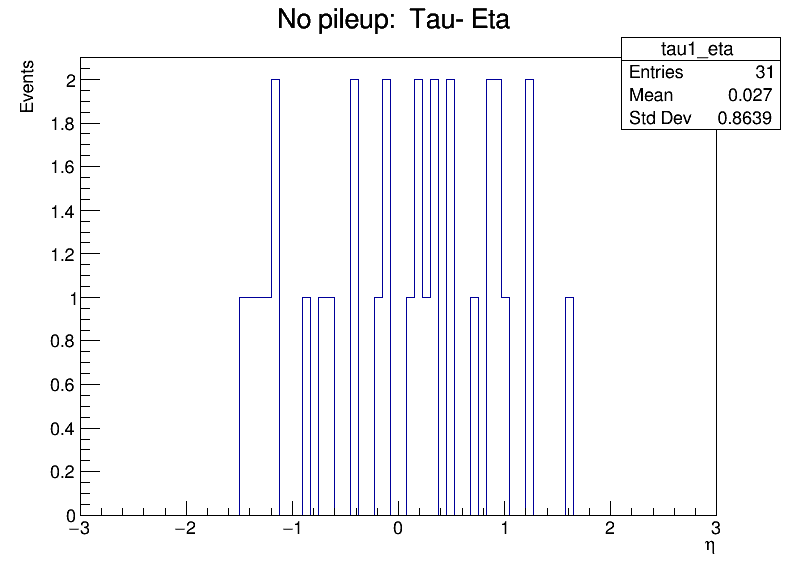 No pileup:  Tau- Eta
tau1_eta
Entries 31
Mean 0.027
Std Dev 0.8639
Events
2
1.8
1.6
1.4
1.2
1
0.8
0.6
0.4
0.2
0
−3 −2 −1 0 1 2 3
η